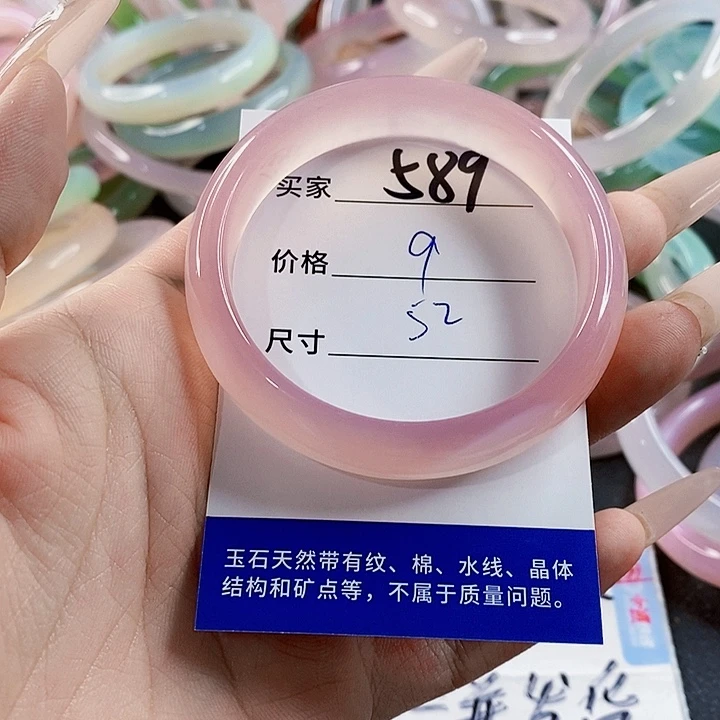 买家 589
价格 9
尺寸 52
玉石天然带有纹、棉、水线、晶体
结构和矿点等，不属于质量问题。